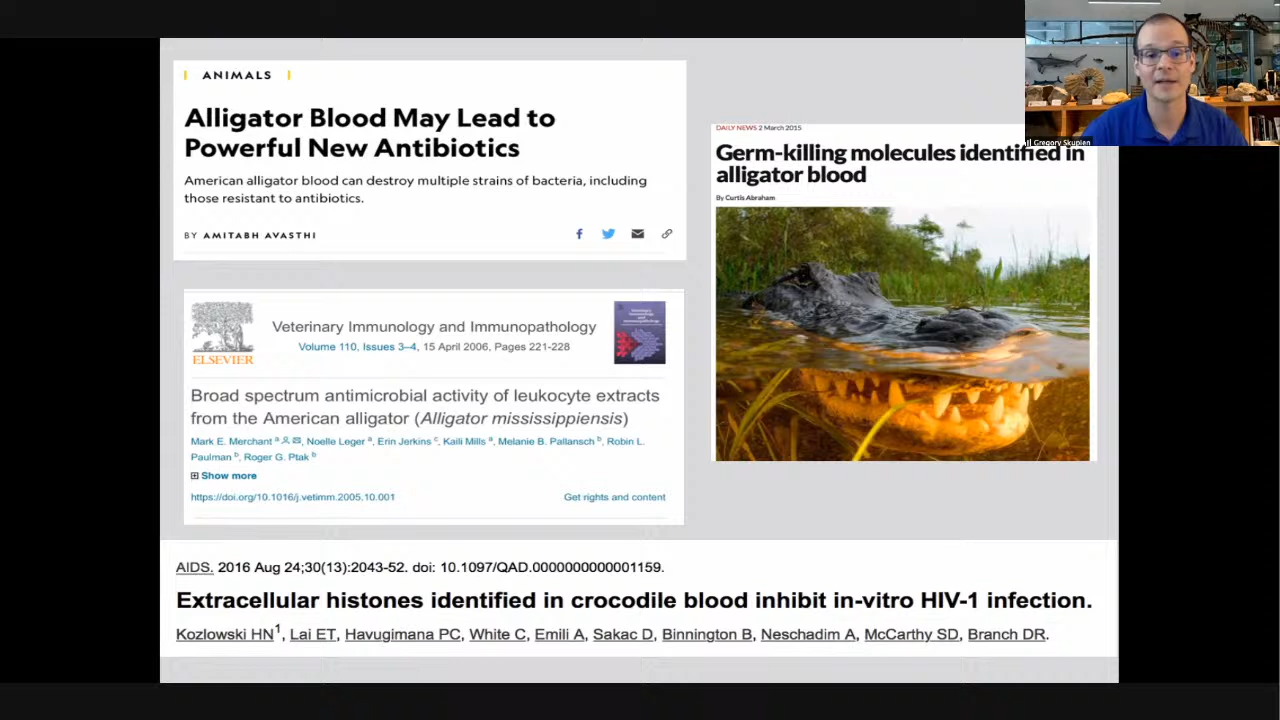 ANIMALS
Alligator Blood May Lead to
Powerful New Antibiotics
American alligator blood can destroy multiple strains of bacteria, including
those resistant to antibiotics.
BY AMITABH AVASTHI
ELSEVIER
Veterinary Immunology and Immunopathology
Volume 110, Issues 3–4, 15 April 2006, Pages 221-228
Broad spectrum antimicrobial activity of leukocyte extracts
from the American alligator (Alligator mississippiensis)
Mark E. Merchant a, Noelle Leger a, Erin Jerkins c, Kaili Mills a, Melanie B. Pallansch b, Robin L.
Paulman b, Roger G. Ptak b
Show more
https://doi.org/10.1016/j.vetimm.2005.10.001 Get rights and content
Gregory Skupien
DAILY NEWS 2 March 2015
Germ-killing molecules identified in
alligator blood
By Curtis Abraham
AIDS. 2016 Aug 24;30(13):2043-52. doi: 10.1097/QAD.0000000000001159.
Extracellular histones identified in crocodile blood inhibit in-vitro HIV-1 infection.
Kozlowski HN1, Lai ET, Havugimana PC, White C, Emili A, Sakac D, Binnington B, Neschadim A, McCarthy SD, Branch DR.